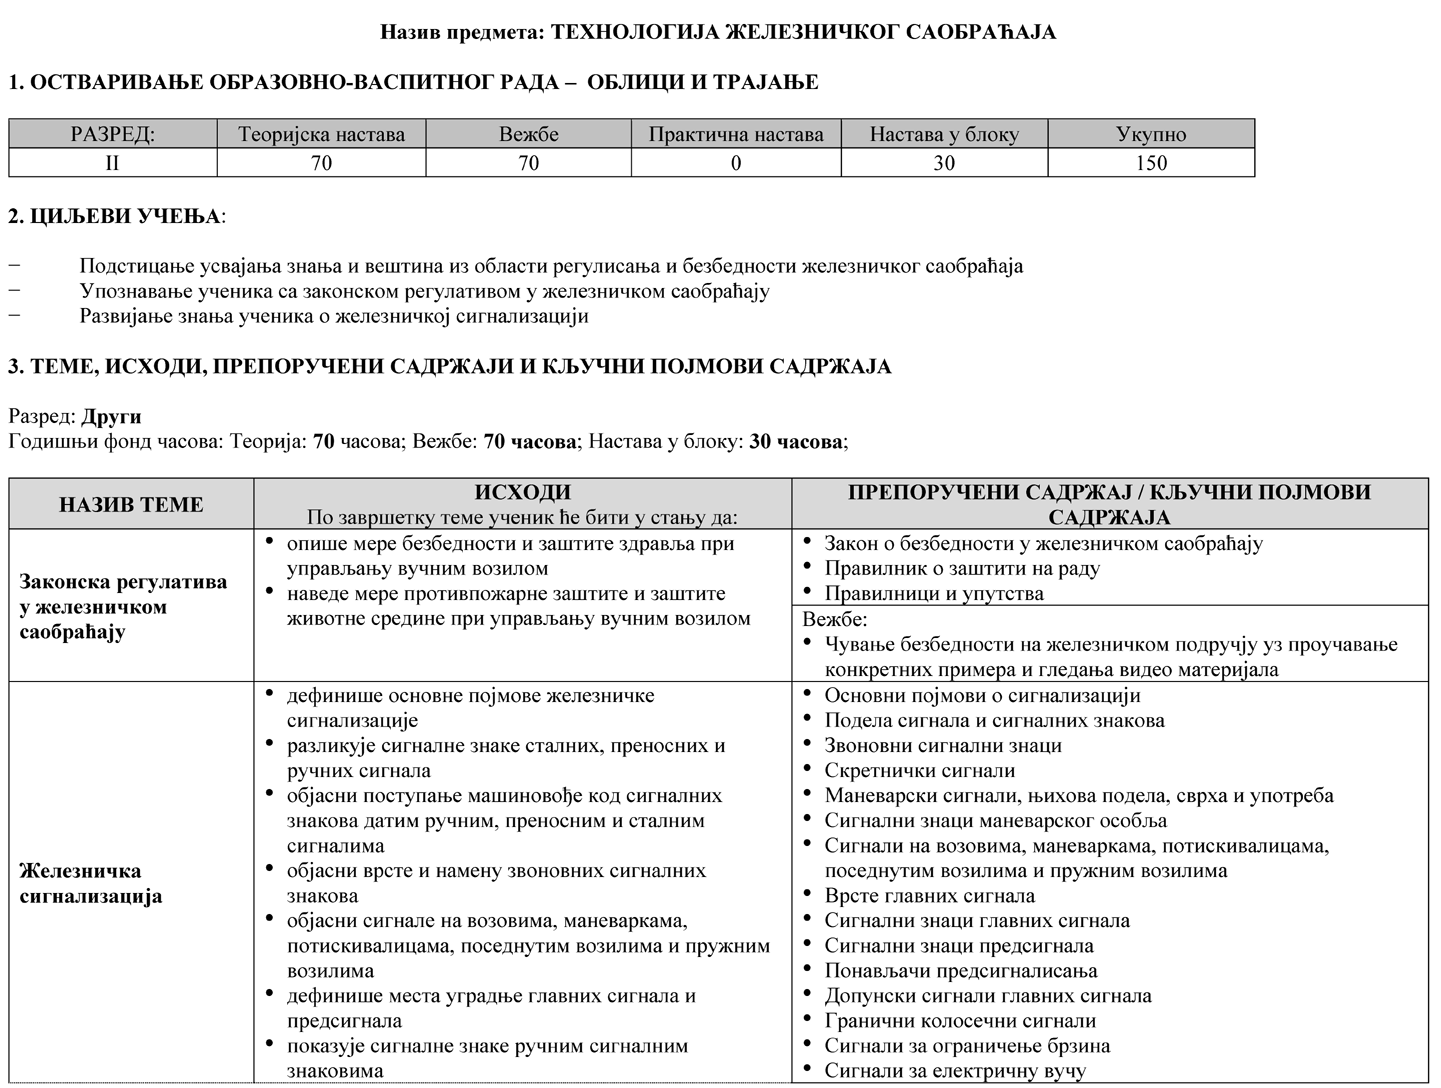 Назив предмета: ТЕХНОЛОГИЈА ЖЕЛЕЗНИЧКОГ САОБРАЋАЈА
1. ОСТВАРИВАЊЕ ОБРАЗОВНО-ВАСПИТНОГ РАДА – ОБЛИЦИ И ТРАЈАЊЕ
РАЗРЕД: Теоријска настава Вежбе Практична настава Настава у блоку Укупно
II 70 70 0 30 150
2. ЦИЉЕВИ УЧЕЊА:
– Подстицање усвајања знања и вештина из области регулисања и безбедности железничког саобраћаја
– Упознавање ученика са законском регулативом у железничком саобраћају
– Развијање знања ученика о железничкој сигнализацији
3. ТЕМЕ, ИСХОДИ, ПРЕПОРУЧЕНИ САДРЖАЈИ И КЉУЧНИ ПОЈМОВИ САДРЖАЈА
Разред: Други
Годишњи фонд часова: Теорија: 70 часова; Вежбе: 70 часова; Настава у блоку: 30 часова;
НАЗИВ ТЕМЕ
ИСХОДИ
По завршетку теме ученик ће бити у стању да:
ПРЕПОРУЧЕНИ САДРЖАЈ / КЉУЧНИ ПОЈМОВИ
САДРЖАЈА
Законска регулатива
у железничком
саобраћају
• опише мере безбедности и заштите здравља при
управљању вучним возилом
• наведе мере противпожарне заштите и заштите
животне средине при управљању вучним возилом
• Закон о безбедности у железничком саобраћају
• Правилник о заштити на раду
• Правилници и упутства
Вежбе:
• Чување безбедности на железничком подручју уз проучавање
конкретних примера и гледања видео материјала
Железничка
сигнализација
• дефинише основне појмове железничке
сигнализације
• разликује сигналне знаке сталних, преносних и
ручних сигнала
• објасни поступање машиновође код сигналних
знакова датим ручним, преносним и сталним
сигналима
• објасни врсте и намену звоновних сигналних
знакова
• објасни сигнале на возовима, маневаркама,
потискивалицама, поседнутим возилима и пружним
возилима
• дефинише места уградње главних сигнала и
предсигнала
• показује сигналне знаке ручним сигналним
знаковима
• Основни појмови о сигнализацији
• Подела сигнала и сигналних знакова
• Звоновни сигнални знаци
• Скретнички сигнали
• Маневарски сигнали, њихова подела, сврха и употреба
• Сигнални знаци маневарског особља
• Сигнали на возовима, маневаркама, потискивалицама,
поседнутим возилима и пружним возилима
• Врсте главних сигнала
• Сигнални знаци главних сигнала
• Сигнални знаци предсигнала
• Понављачи предсигналисања
• Допунски сигнали главних сигнала
• Гранични колосечни сигнали
• Сигнали за ограничење брзина
• Сигнали за електричну вучу